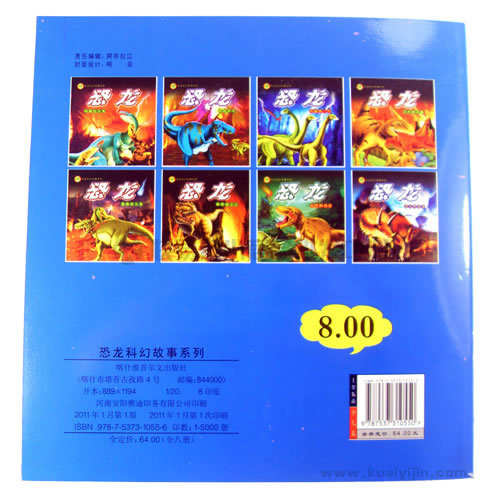 责任编辑：阿布拉江
封面设计：柯 岛
恐龙
恐龙
恐龙
恐龙
恐龙
恐龙
恐龙
恐龙
8.00
恐龙科幻故事系列
喀什维吾尔文出版社
(喀什市塔吾古孜路4号 邮编:844000)
开本:889×1194 1/20 8印张
河南安阳雅迪印务有限公司印刷
2011年1月第1版 2011年1月第1次印刷
ISBN 978-7-5373-1055-6 印数:1-5000册
全定价:64.00(全八册)
9787537310550
全册定价: 64.00元
www.kuaiyijin.com